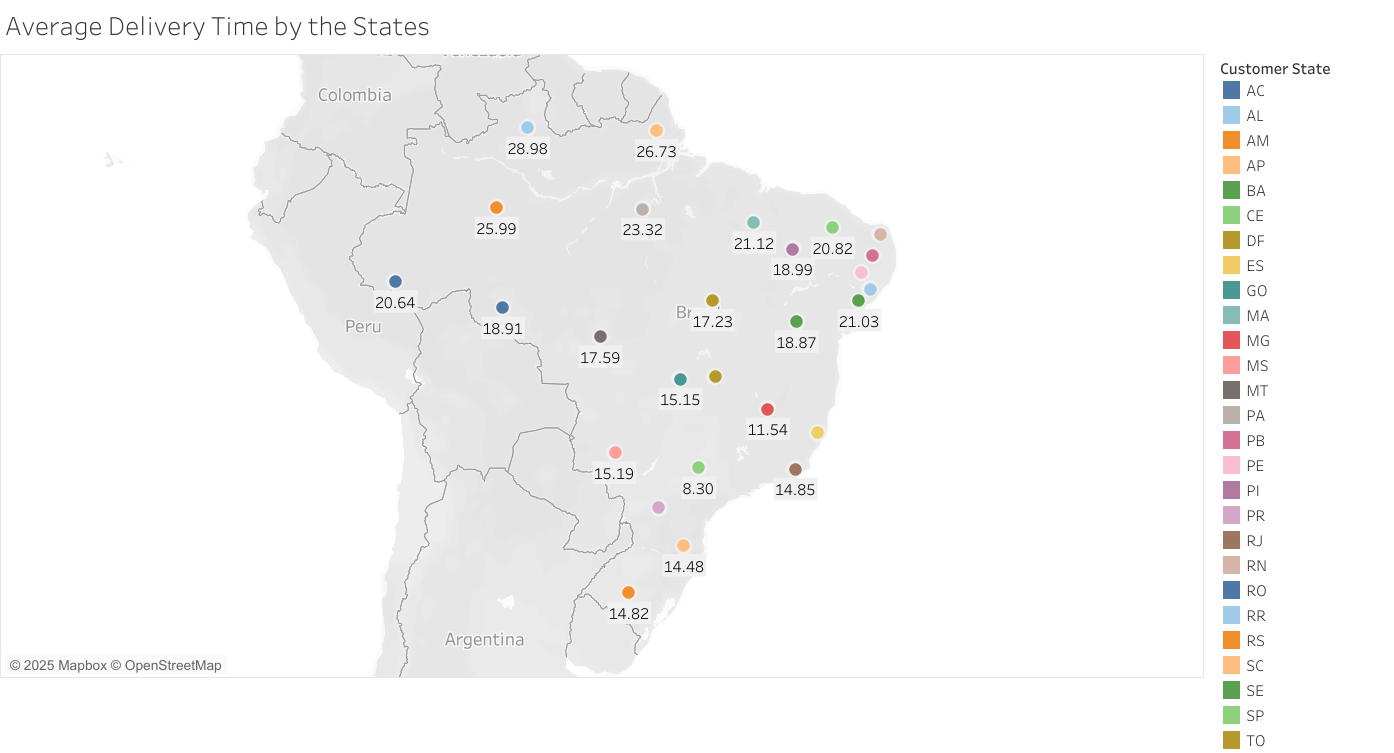 Average Delivery Time by the States
Customer State
Colombia
28.98
26.73
25.99
23.32
21.12
20.82
18.99
20.64
18.91
Peru
Br
17.23
21.03
18.87
17.59
15.15
11.54
15.19
8.30
14.85
14.48
14.82
Argentina
© 2025 Mapbox © OpenStreetMap
AC
AL
AM
AP
BA
CE
DF
ES
GO
MA
MG
MS
MT
PA
PB
PE
PI
PR
RJ
RN
RO
RR
RS
SC
SE
SP
TO